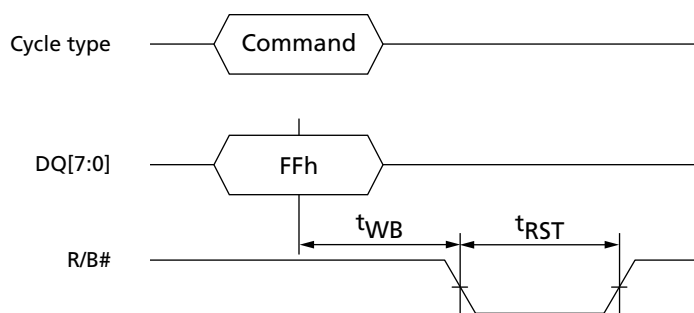 Cycle type Command
DQ[7:0] FFh
tWB tRST
R/B#